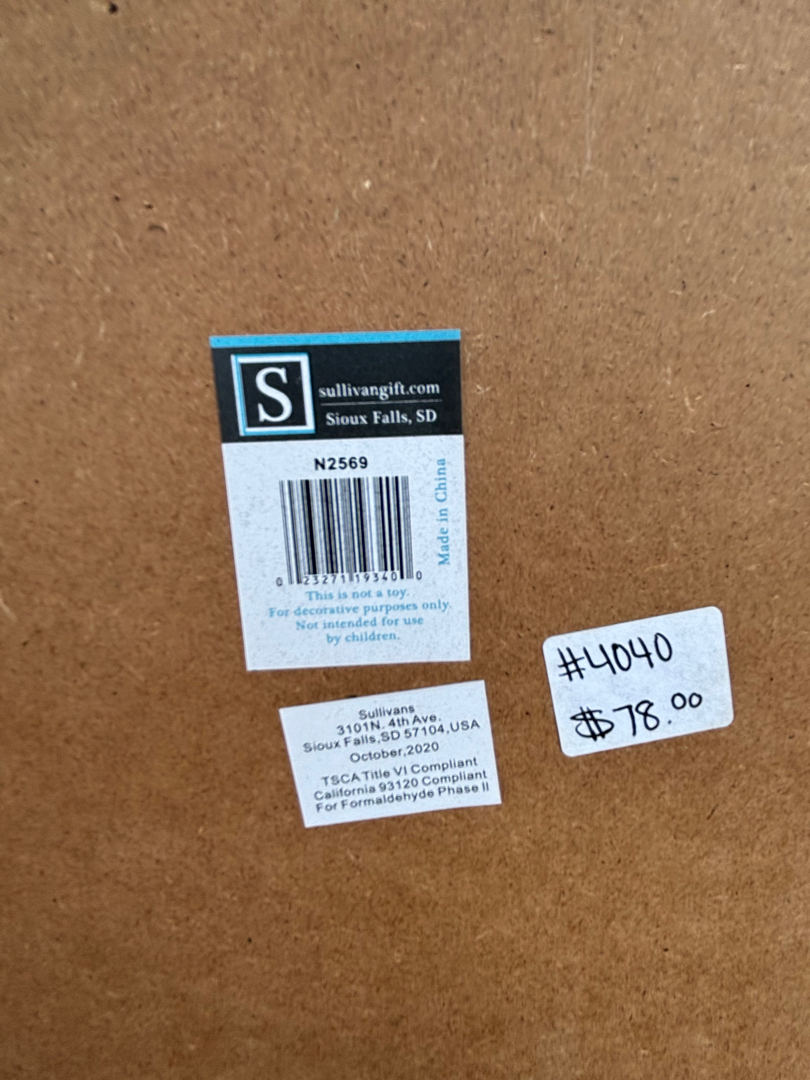 S
sullivangift.com
Sioux Falls, SD
N2569
Made in China
0 23271 19340 0
This is not a toy.
For decorative purposes only.
Not intended for use
by children.
Sullivans
3101N. 4th Ave.
Sioux Falls,SD 57104,USA
October,2020
TSCA Title VI Compliant
California 93120 Compliant
For Formaldehyde Phase II
#4040
$78.00